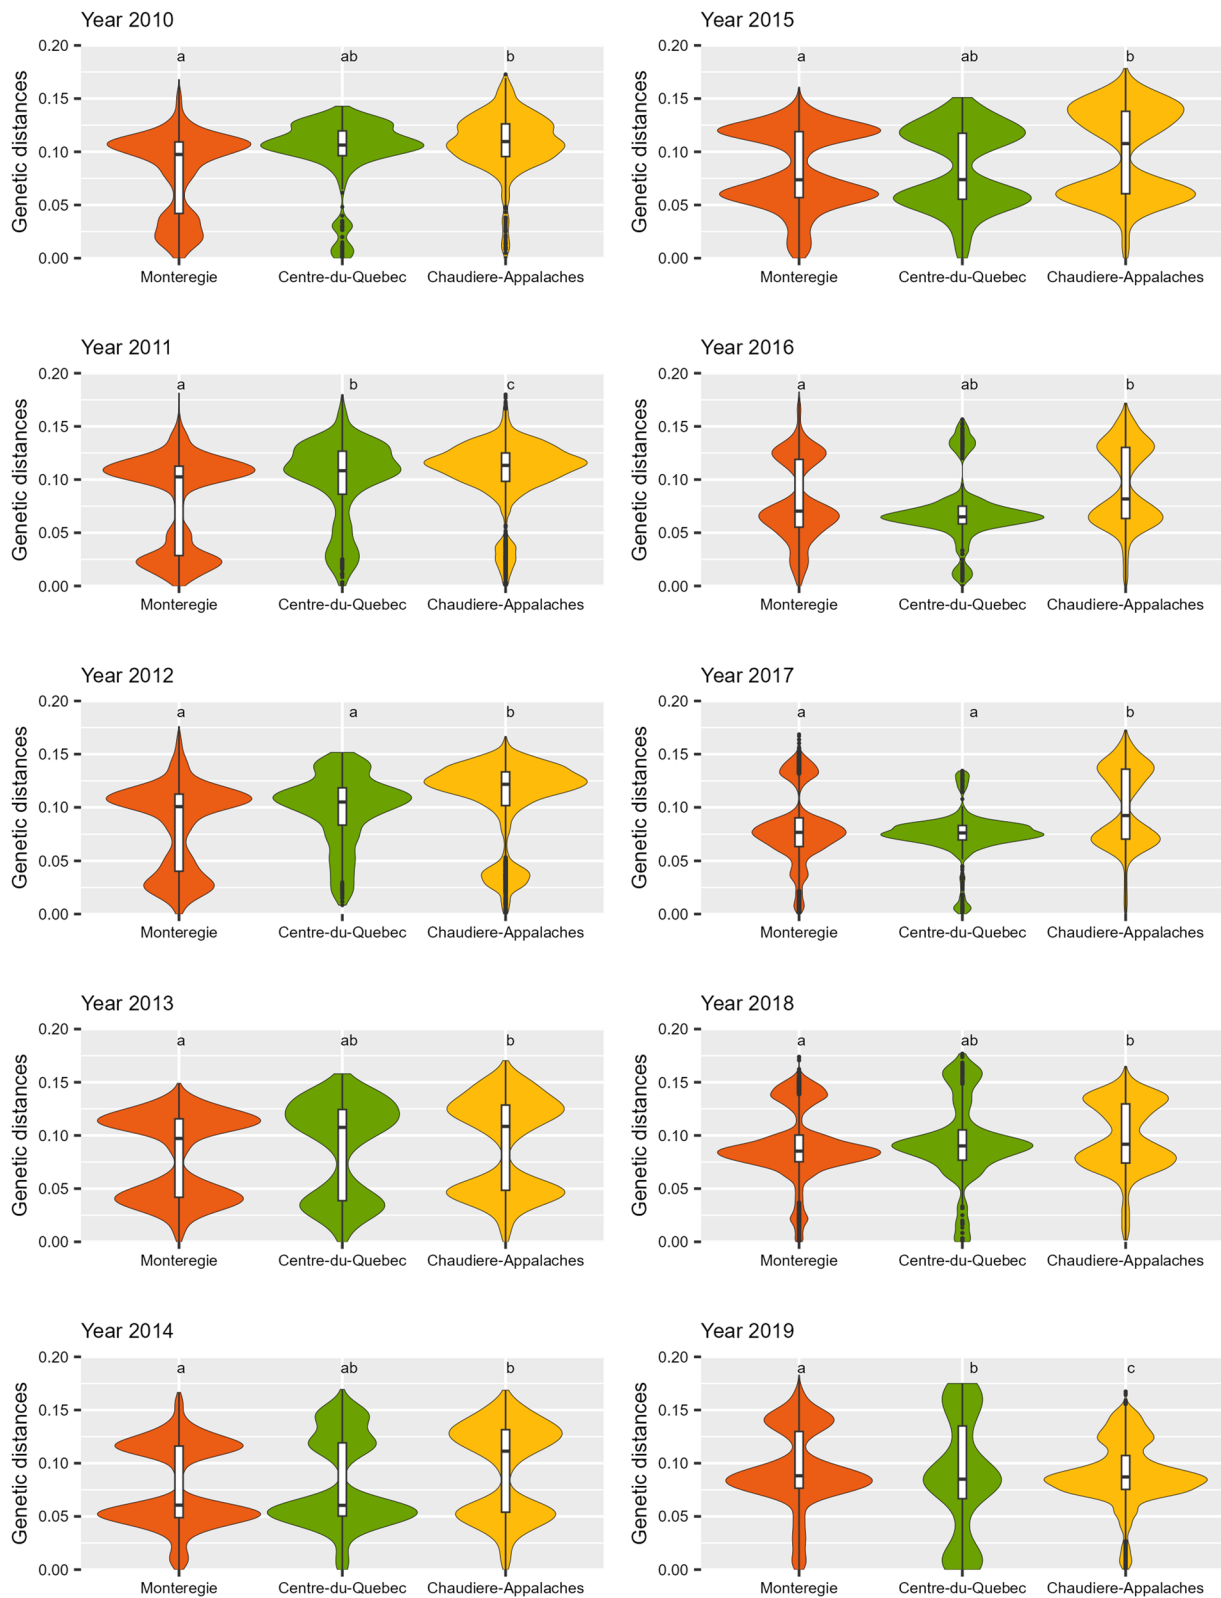 Year 2010
Genetic distances
0.20
0.15
0.10
0.05
0.00
a ab b
Monteregie Centre-du-Quebec Chaudiere-Appalaches
Year 2015
Genetic distances
0.20
0.15
0.10
0.05
0.00
a ab b
Monteregie Centre-du-Quebec Chaudiere-Appalaches
Year 2011
Genetic distances
0.20
0.15
0.10
0.05
0.00
a b c
Monteregie Centre-du-Quebec Chaudiere-Appalaches
Year 2016
Genetic distances
0.20
0.15
0.10
0.05
0.00
a ab b
Monteregie Centre-du-Quebec Chaudiere-Appalaches
Year 2012
Genetic distances
0.20
0.15
0.10
0.05
0.00
a a b
Monteregie Centre-du-Quebec Chaudiere-Appalaches
Year 2017
Genetic distances
0.20
0.15
0.10
0.05
0.00
a a b
Monteregie Centre-du-Quebec Chaudiere-Appalaches
Year 2013
Genetic distances
0.20
0.15
0.10
0.05
0.00
a ab b
Monteregie Centre-du-Quebec Chaudiere-Appalaches
Year 2018
Genetic distances
0.20
0.15
0.10
0.05
0.00
a ab b
Monteregie Centre-du-Quebec Chaudiere-Appalaches
Year 2014
Genetic distances
0.20
0.15
0.10
0.05
0.00
a ab b
Monteregie Centre-du-Quebec Chaudiere-Appalaches
Year 2019
Genetic distances
0.20
0.15
0.10
0.05
0.00
a b c
Monteregie Centre-du-Quebec Chaudiere-Appalaches